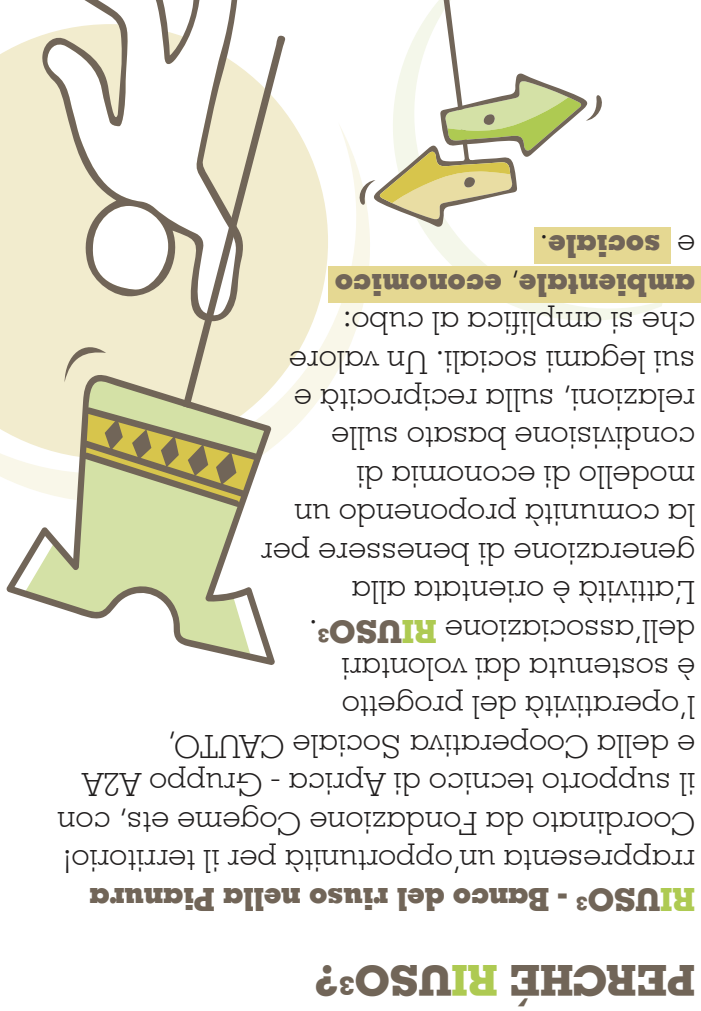 PERCHÉ RIUSO³?
RIUSO³ - Banco del riuso nella Pianura
rrappresenta un'opportunità per il territorio!
Coordinato da Fondazione Cogeme ets, con
il supporto tecnico di Aprica - Gruppo A2A
e della Cooperativa Sociale CAUTO,
l'operatività del progetto
è sostenuta dai volontari
dell'associazione RIUSO³.
L'attività è orientata alla
generazione di benessere per
la comunità proponendo un
modello di economia di
condivisione basato sulle
relazioni, sulla reciprocità e
sui legami sociali. Un valore
che si amplifica al cubo:
ambientale, economico
e sociale.